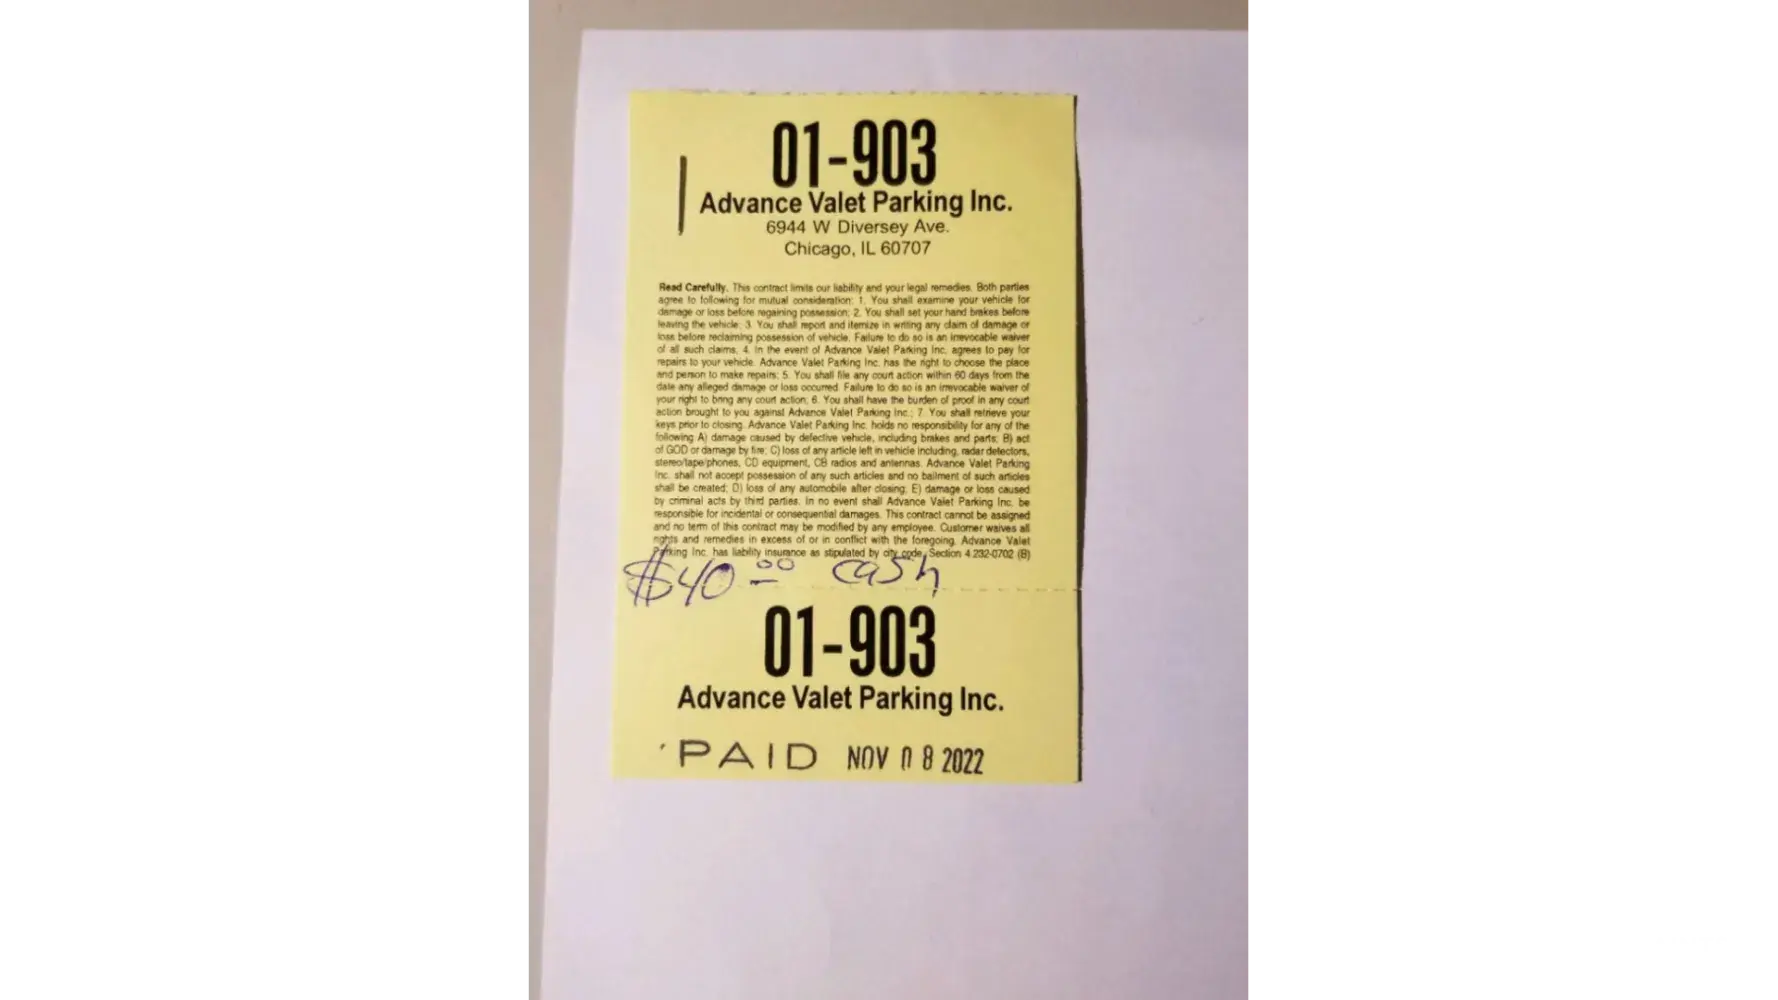 01-903
Advance Valet Parking Inc.
6944 W Diversey Ave.
Chicago, IL 60707
Read Carefully. This contract limits our liability and your legal remedies. Both parties
agree to following for mutual consideration: 1. You shall examine your vehicle for
damage or loss before regaining possession; 2. You shall set your hand brakes before
leaving the vehicle; 3. You shall report and itemize in writing any claim of damage or
loss before reclaiming possession of vehicle. Failure to do so is an irrevocable waiver
of all such claims, 4. In the event of Advance Valet Parking Inc. agrees to pay for
repairs to your vehicle. Advance Valet Parking Inc. has the right to choose the place
and person to make repairs; 5. You shall file any court action within 60 days from the
date any alleged damage or loss occurred. Failure to do so is an irrevocable waiver of
your right to bring any court action; 6. You shall have the burden of proof in any court
action brought to you against Advance Valet Parking Inc.; 7. You shall retrieve your
keys prior to closing. Advance Valet Parking Inc. holds no responsibility for any of the
following A) damage caused by defective vehicle, including brakes and parts; B) act
of GOD or damage by fire; C) loss of any article left in vehicle including, radar detectors,
stereo/tape/phones, CD equipment, CB radios and antennas. Advance Valet Parking
Inc. shall not accept possession of any such articles and no bailment of such articles
shall be created; D) loss of any automobile after closing; E) damage or loss caused
by criminal acts by third parties. In no event shall Advance Valet Parking Inc. be
responsible for incidental or consequential damages. This contract cannot be assigned
and no term of this contract may be modified by any employee. Customer waives all
rights and remedies in excess of or in conflict with the foregoing. Advance Valet
Parking Inc. has liability insurance as stipulated by city code, Section 4 232-0702 (B)
$40.00 cash
01-903
Advance Valet Parking Inc.
PAID NOV 08 2022